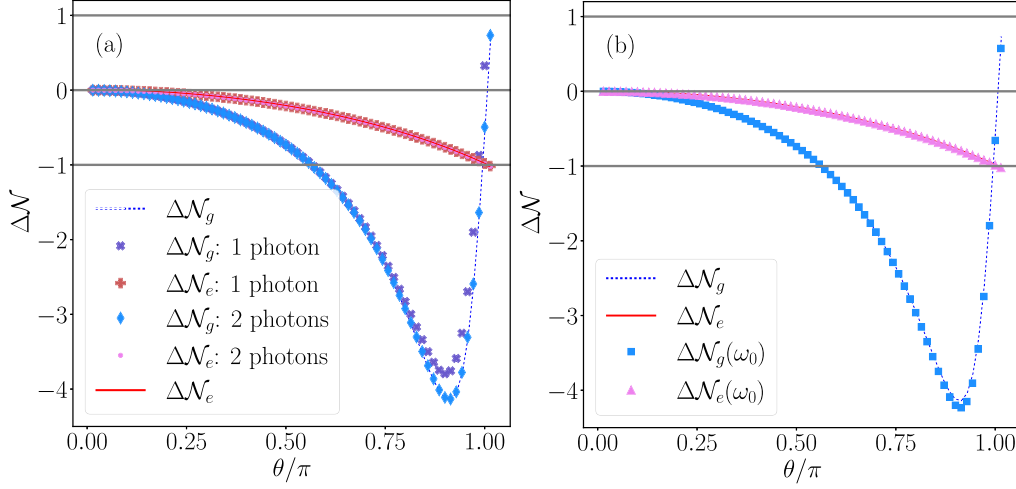 (a)
1
0
−1
−2
−3
−4
Δ𝒩
Δ𝒩_g
Δ𝒩_g: 1 photon
Δ𝒩_e: 1 photon
Δ𝒩_g: 2 photons
Δ𝒩_e: 2 photons
Δ𝒩_e
0.00 0.25 0.50 0.75 1.00
θ/π
(b)
1
0
−1
−2
−3
−4
Δ𝒩
Δ𝒩_g
Δ𝒩_e
Δ𝒩_g(ω_0)
Δ𝒩_e(ω_0)
0.00 0.25 0.50 0.75 1.00
θ/π